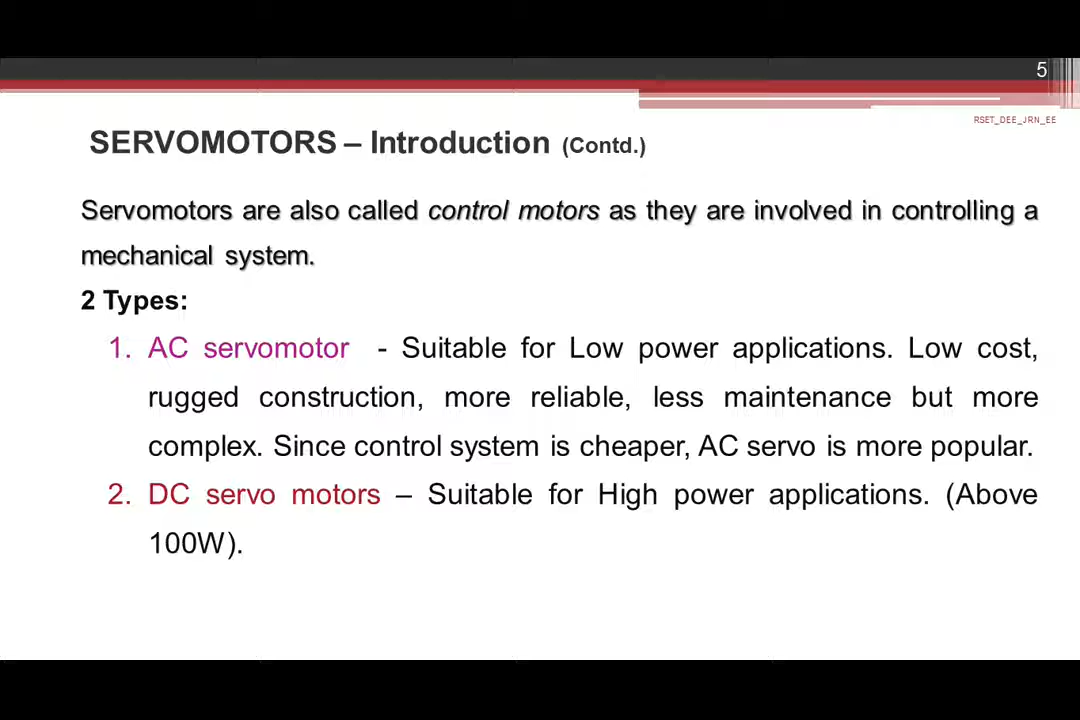 5
RSET_DEE_JRN_EE
SERVOMOTORS – Introduction (Contd.)
Servomotors are also called control motors as they are involved in controlling a
mechanical system.
2 Types:
1. AC servomotor - Suitable for Low power applications. Low cost,
rugged construction, more reliable, less maintenance but more
complex. Since control system is cheaper, AC servo is more popular.
2. DC servo motors – Suitable for High power applications. (Above
100W).